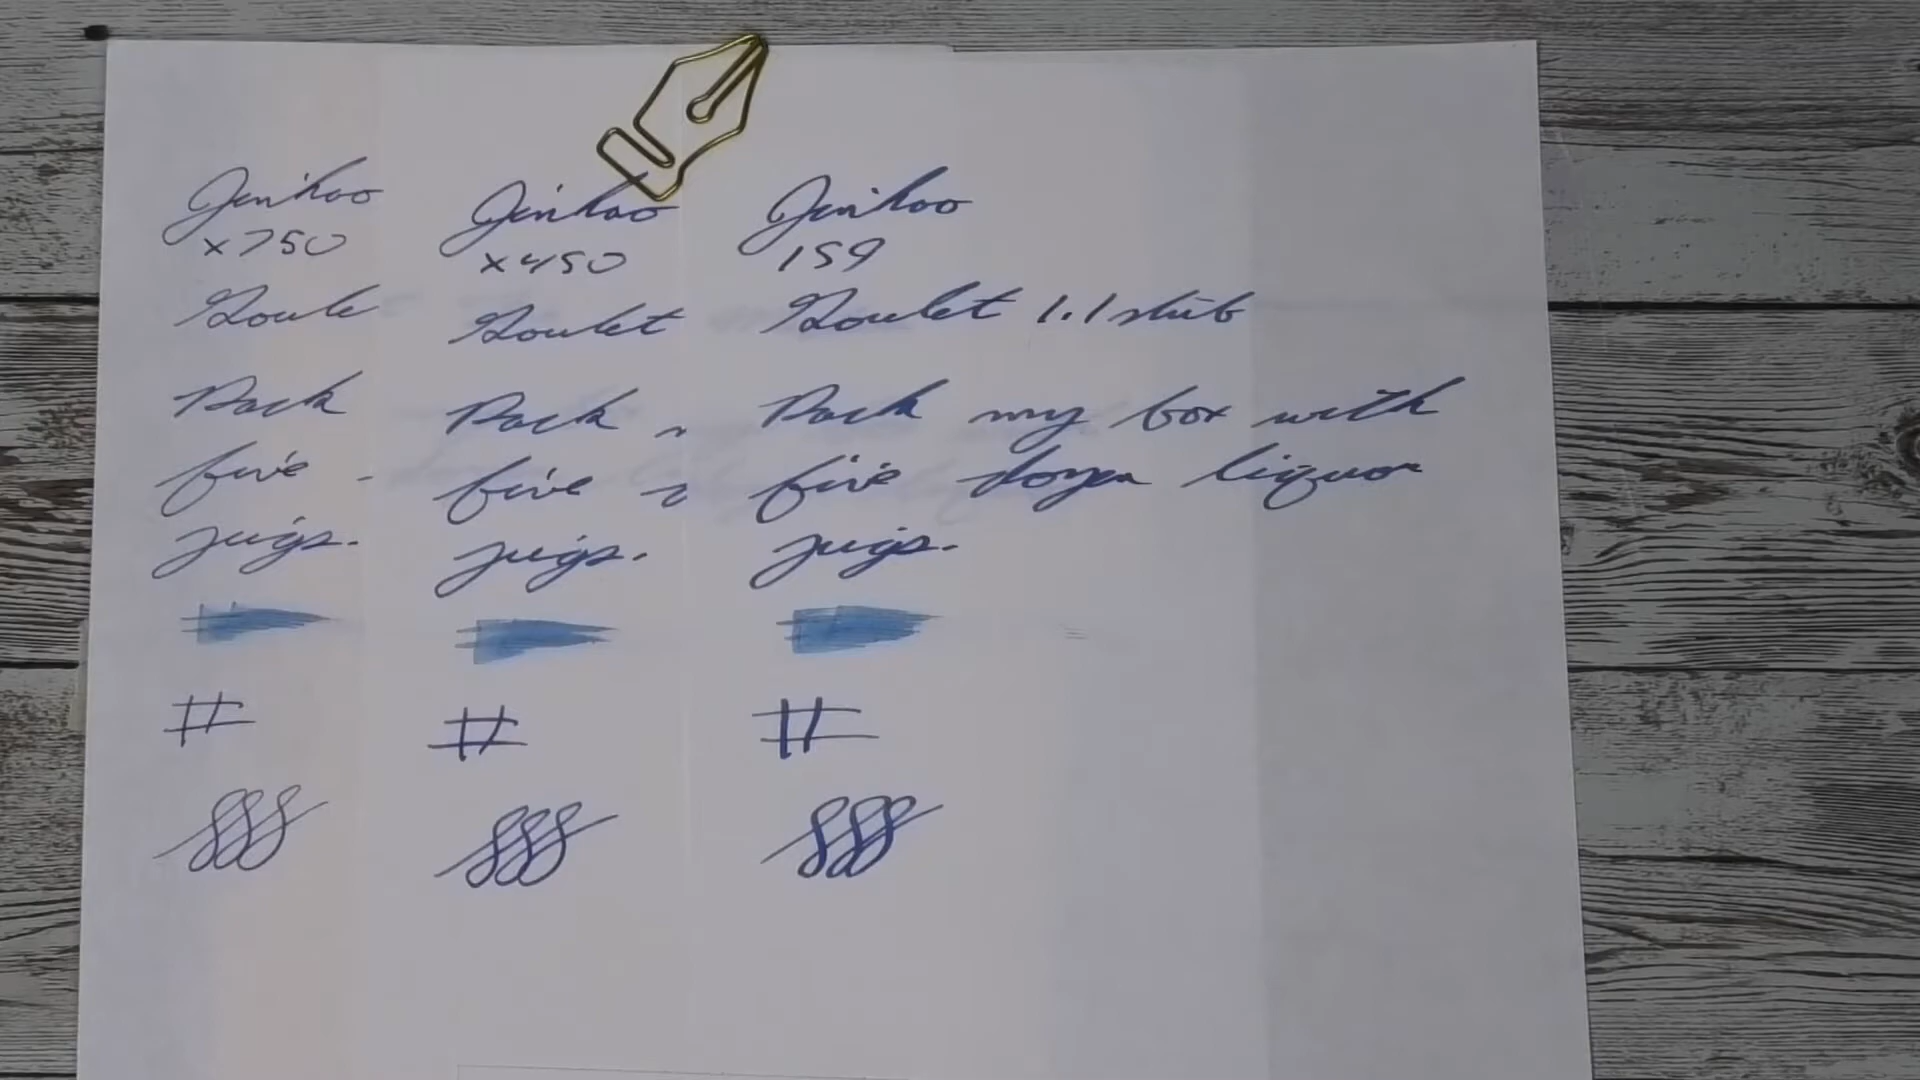 Jinhao
x750
Goule
Pack
five
jugs.
#
Jinhao
x450
Goulet
Pack
five
jugs.
#
Jinhao
159
Goulet 1.1 stub
Pack my box with
five dozen liquor
jugs.
#